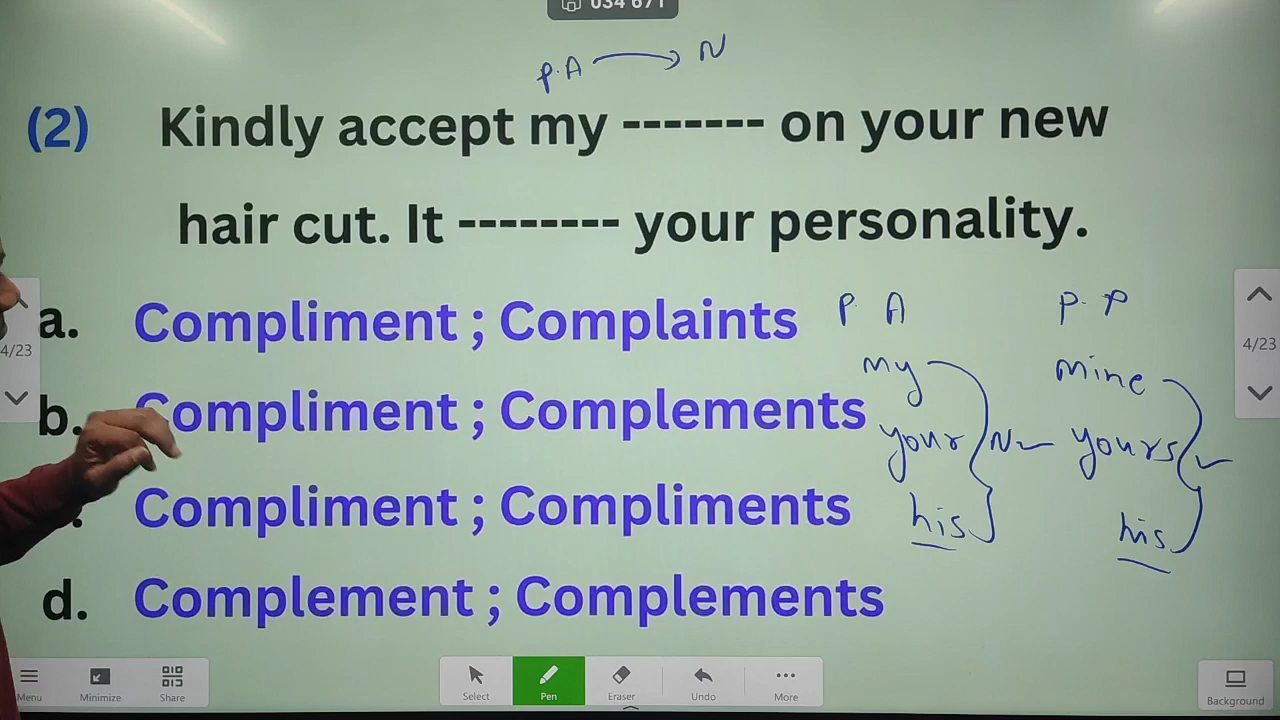 034 671
P.A → N
(2) Kindly accept my ------- on your new
hair cut. It -------- your personality.
a. Compliment ; Complaints
b. Compliment ; Complements
Compliment ; Compliments
d. Complement ; Complements
P. A
my
your
his
N
P. P
mine
yours
his
4/23
4/23
Menu
Minimize
Share
Select
Pen
Eraser
Undo
More
Background